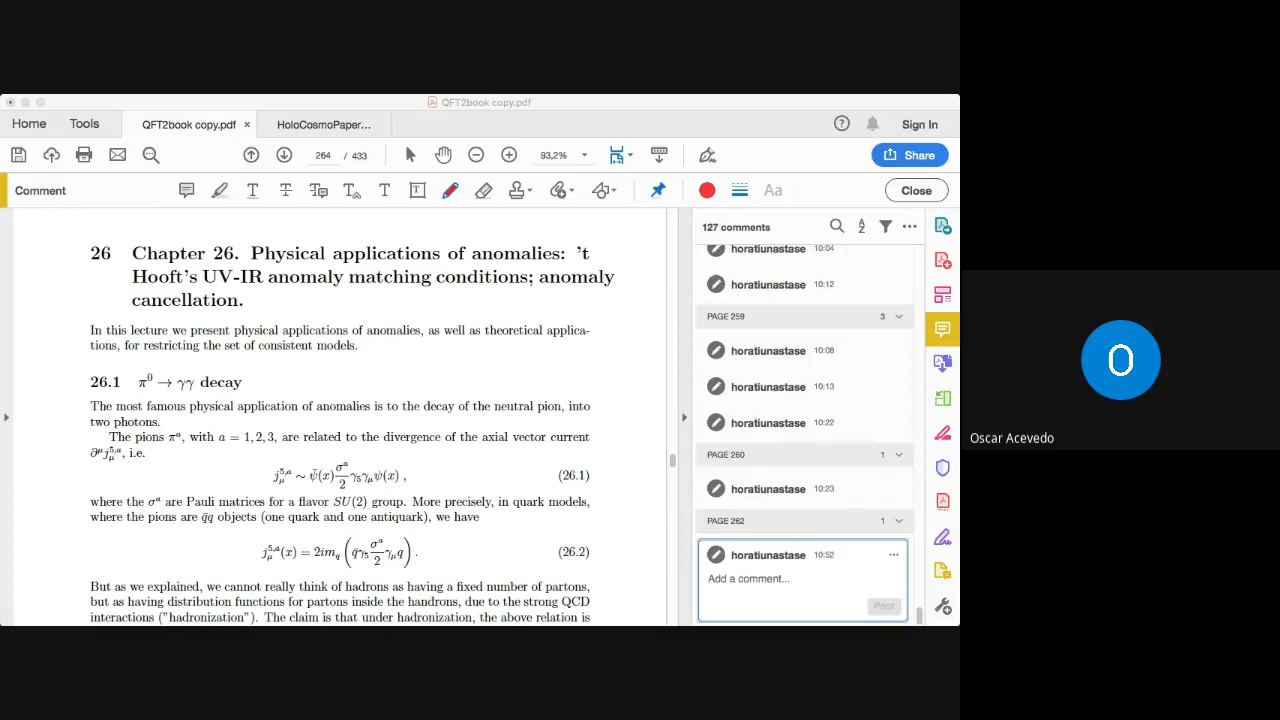 QFT2book copy.pdf
Home Tools QFT2book copy.pdf × HoloCosmoPaper... Sign In
264 / 433 93,2% Share
Comment Aa Close
26 Chapter 26. Physical applications of anomalies: 't
Hooft's UV-IR anomaly matching conditions; anomaly
cancellation.
In this lecture we present physical applications of anomalies, as well as theoretical applica-
tions, for restricting the set of consistent models.
26.1 π⁰ → γγ decay
The most famous physical application of anomalies is to the decay of the neutral pion, into
two photons.
The pions πᵃ, with a = 1, 2, 3, are related to the divergence of the axial vector current
∂^μ j_μ^{5,a}, i.e.
j_μ^{5,a} ∼ ψ̄(x) σᵃ/2 γ₅γ_μψ(x) , (26.1)
where the σᵃ are Pauli matrices for a flavor SU(2) group. More precisely, in quark models,
where the pions are q̄q objects (one quark and one antiquark), we have
j_μ^{5,a}(x) = 2im_q ( q̄γ₅ σᵃ/2 γ_μ q ) . (26.2)
But as we explained, we cannot really think of hadrons as having a fixed number of partons,
but as having distribution functions for partons inside the handrons, due to the strong QCD
interactions ("hadronization"). The claim is that under hadronization, the above relation is
127 comments
horatiunastase 10:04
horatiunastase 10:12
PAGE 259 3
horatiunastase 10:08
horatiunastase 10:13
horatiunastase 10:22
PAGE 260 1
horatiunastase 10:23
PAGE 262 1
horatiunastase 10:52
Add a comment...
Post
O
Oscar Acevedo